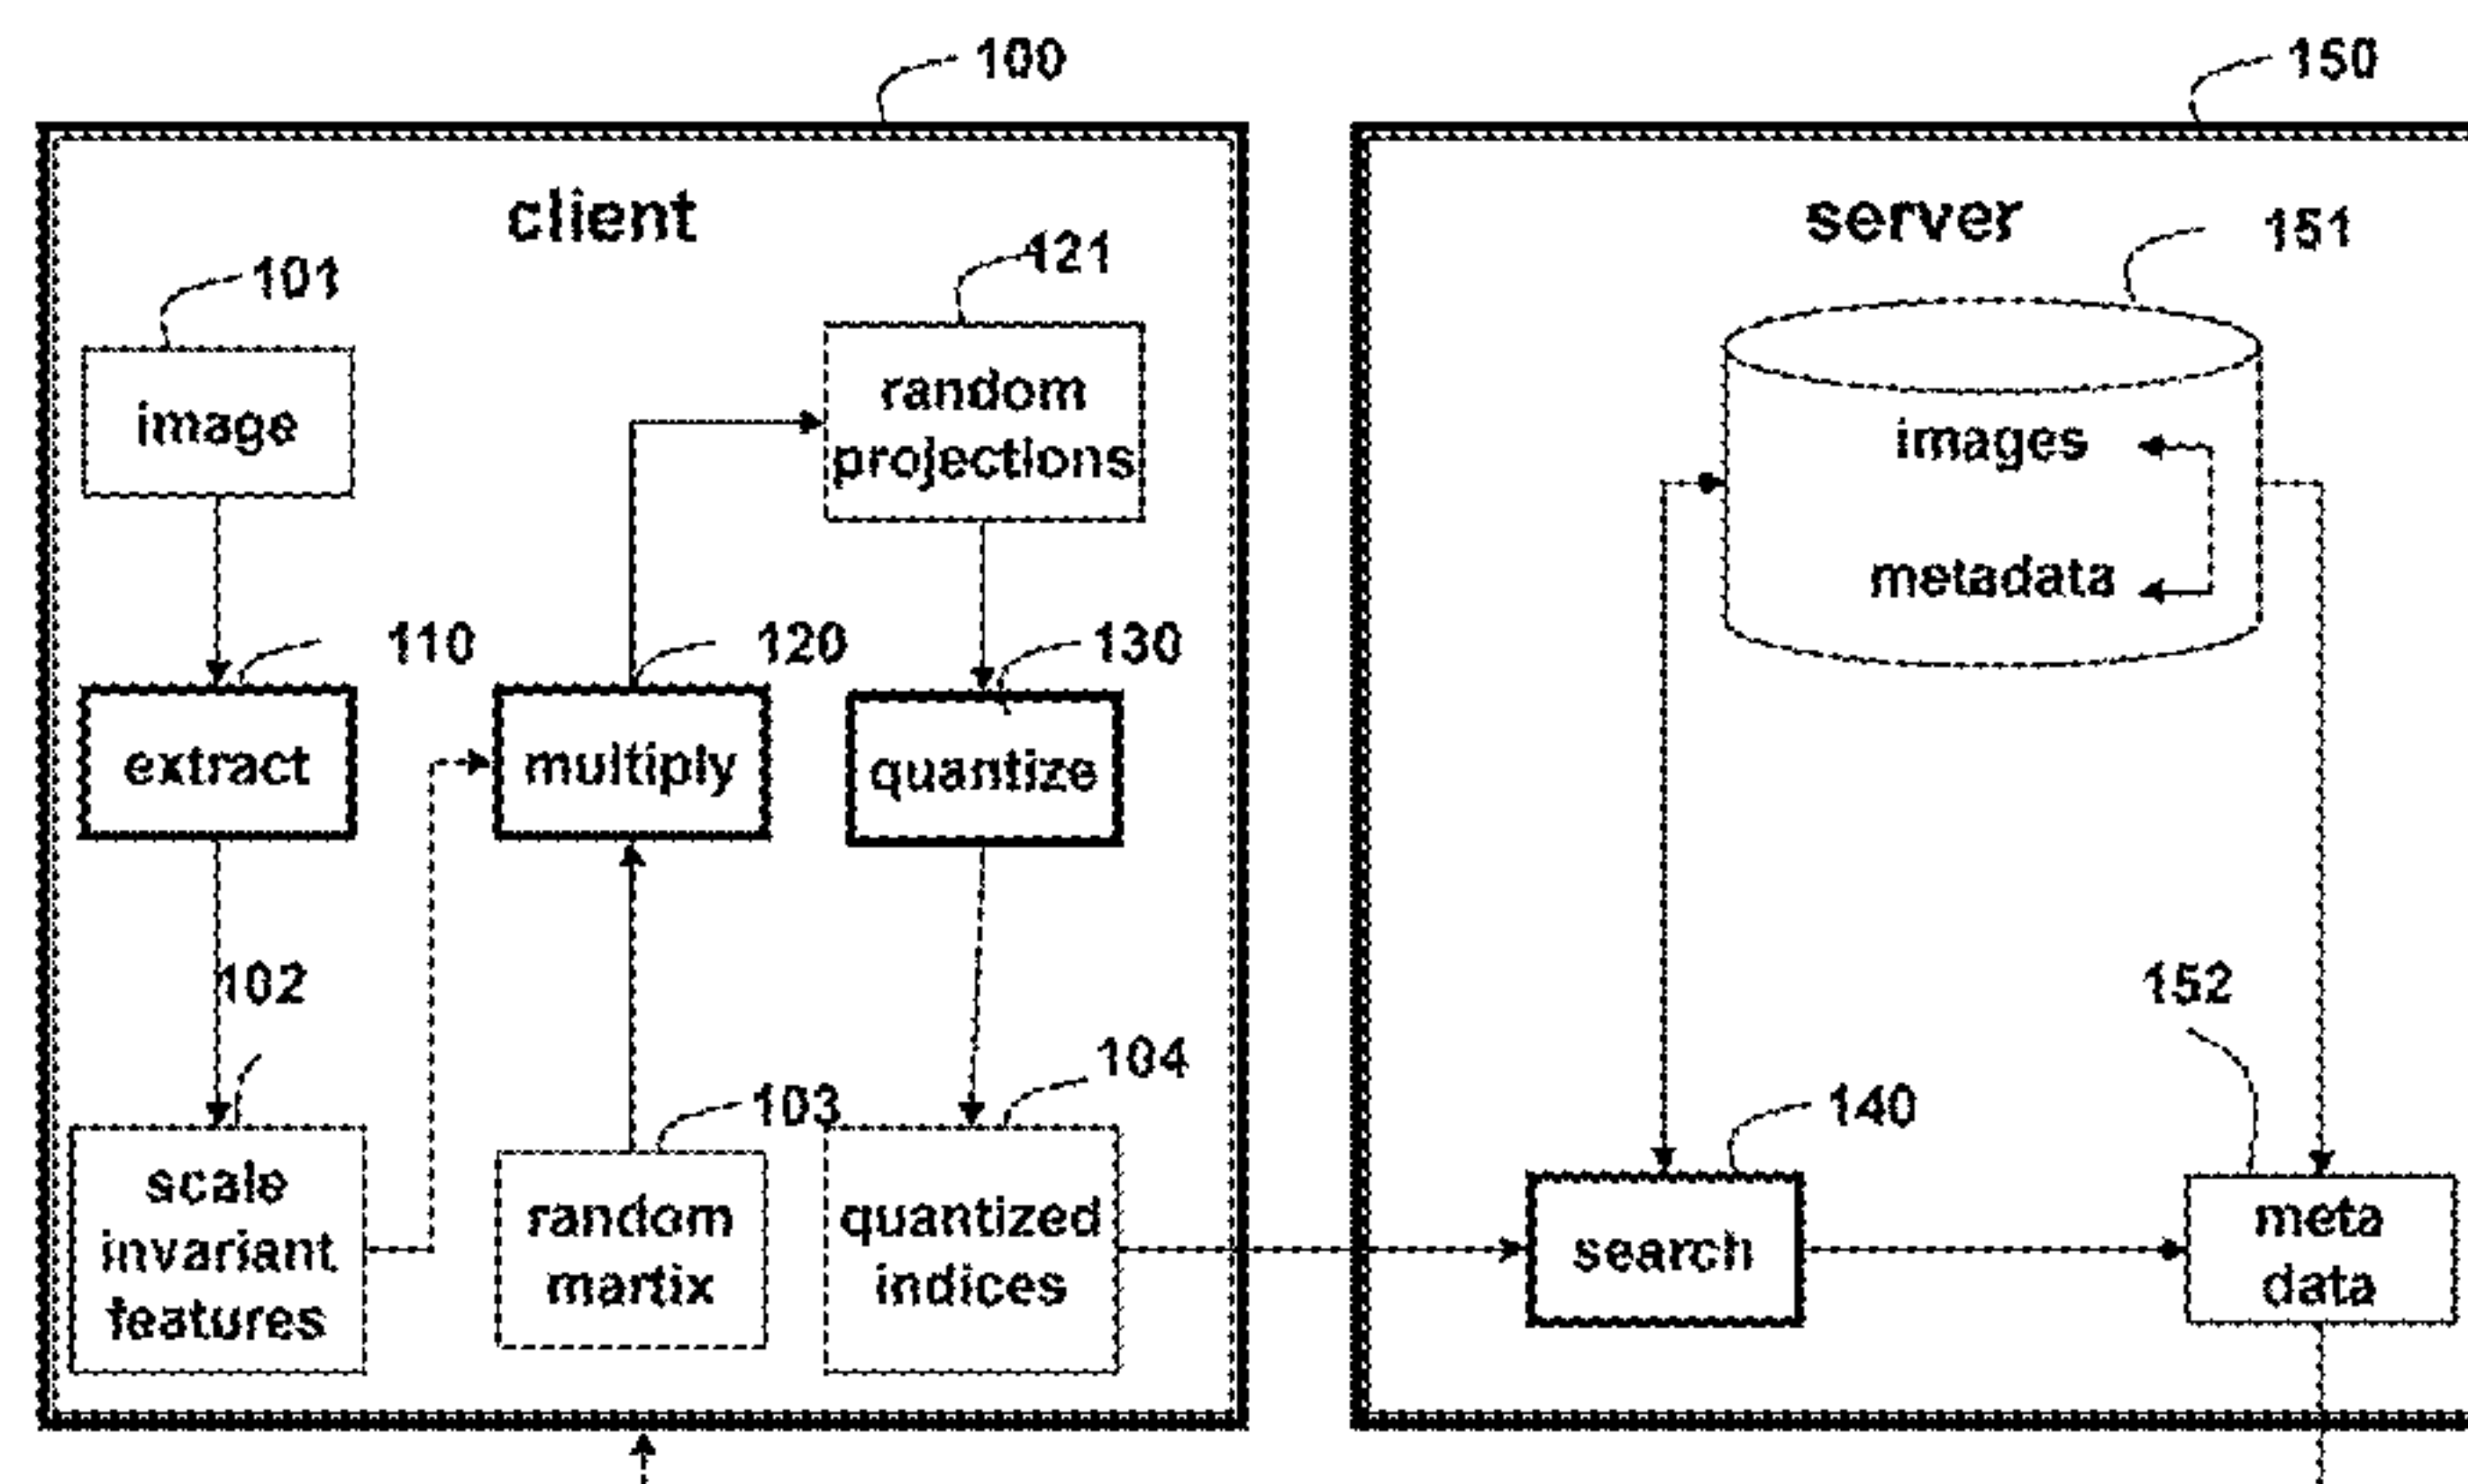 100
150
client
server
101
121
151
image
random
projections
images
metadata
110
120
130
extract
multiply
quantize
102
152
103
104
140
scale
invariant
features
random
martix
quantized
indices
search
meta
data